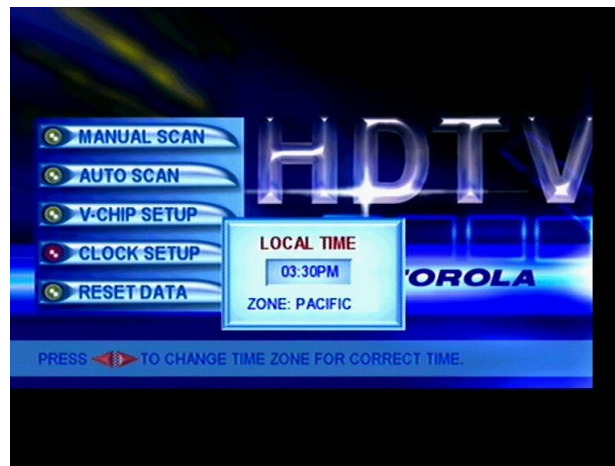 HDTV
MANUAL SCAN
AUTO SCAN
V-CHIP SETUP
CLOCK SETUP
RESET DATA
LOCAL TIME
03:30PM
ZONE: PACIFIC
OROLA
PRESS TO CHANGE TIME ZONE FOR CORRECT TIME.